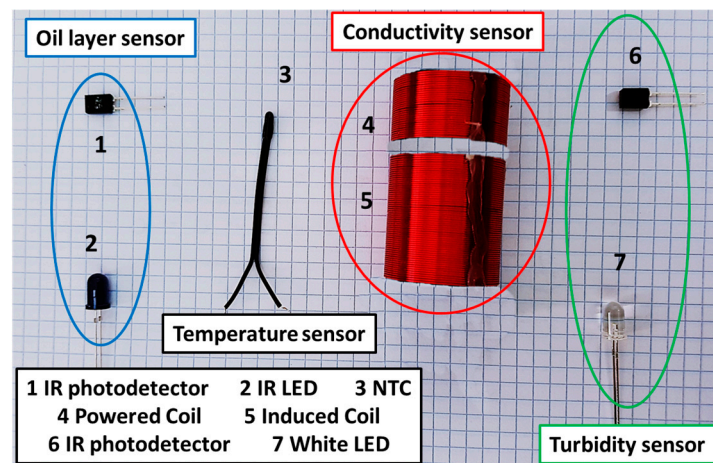 Oil layer sensor
Conductivity sensor
6
3
4
1
5
2
7
Temperature sensor
1 IR photodetector 2 IR LED 3 NTC
4 Powered Coil 5 Induced Coil
6 IR photodetector 7 White LED
Turbidity sensor